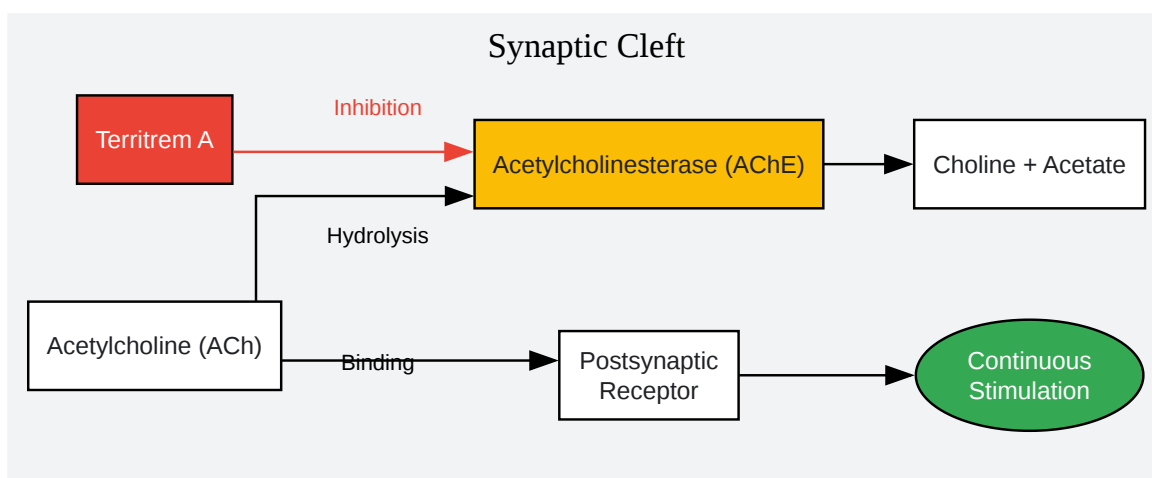 Synaptic Cleft
Inhibition
Territrem A
Acetylcholinesterase (AChE)
Choline + Acetate
Hydrolysis
Acetylcholine (ACh)
Binding
Postsynaptic
Receptor
Continuous
Stimulation